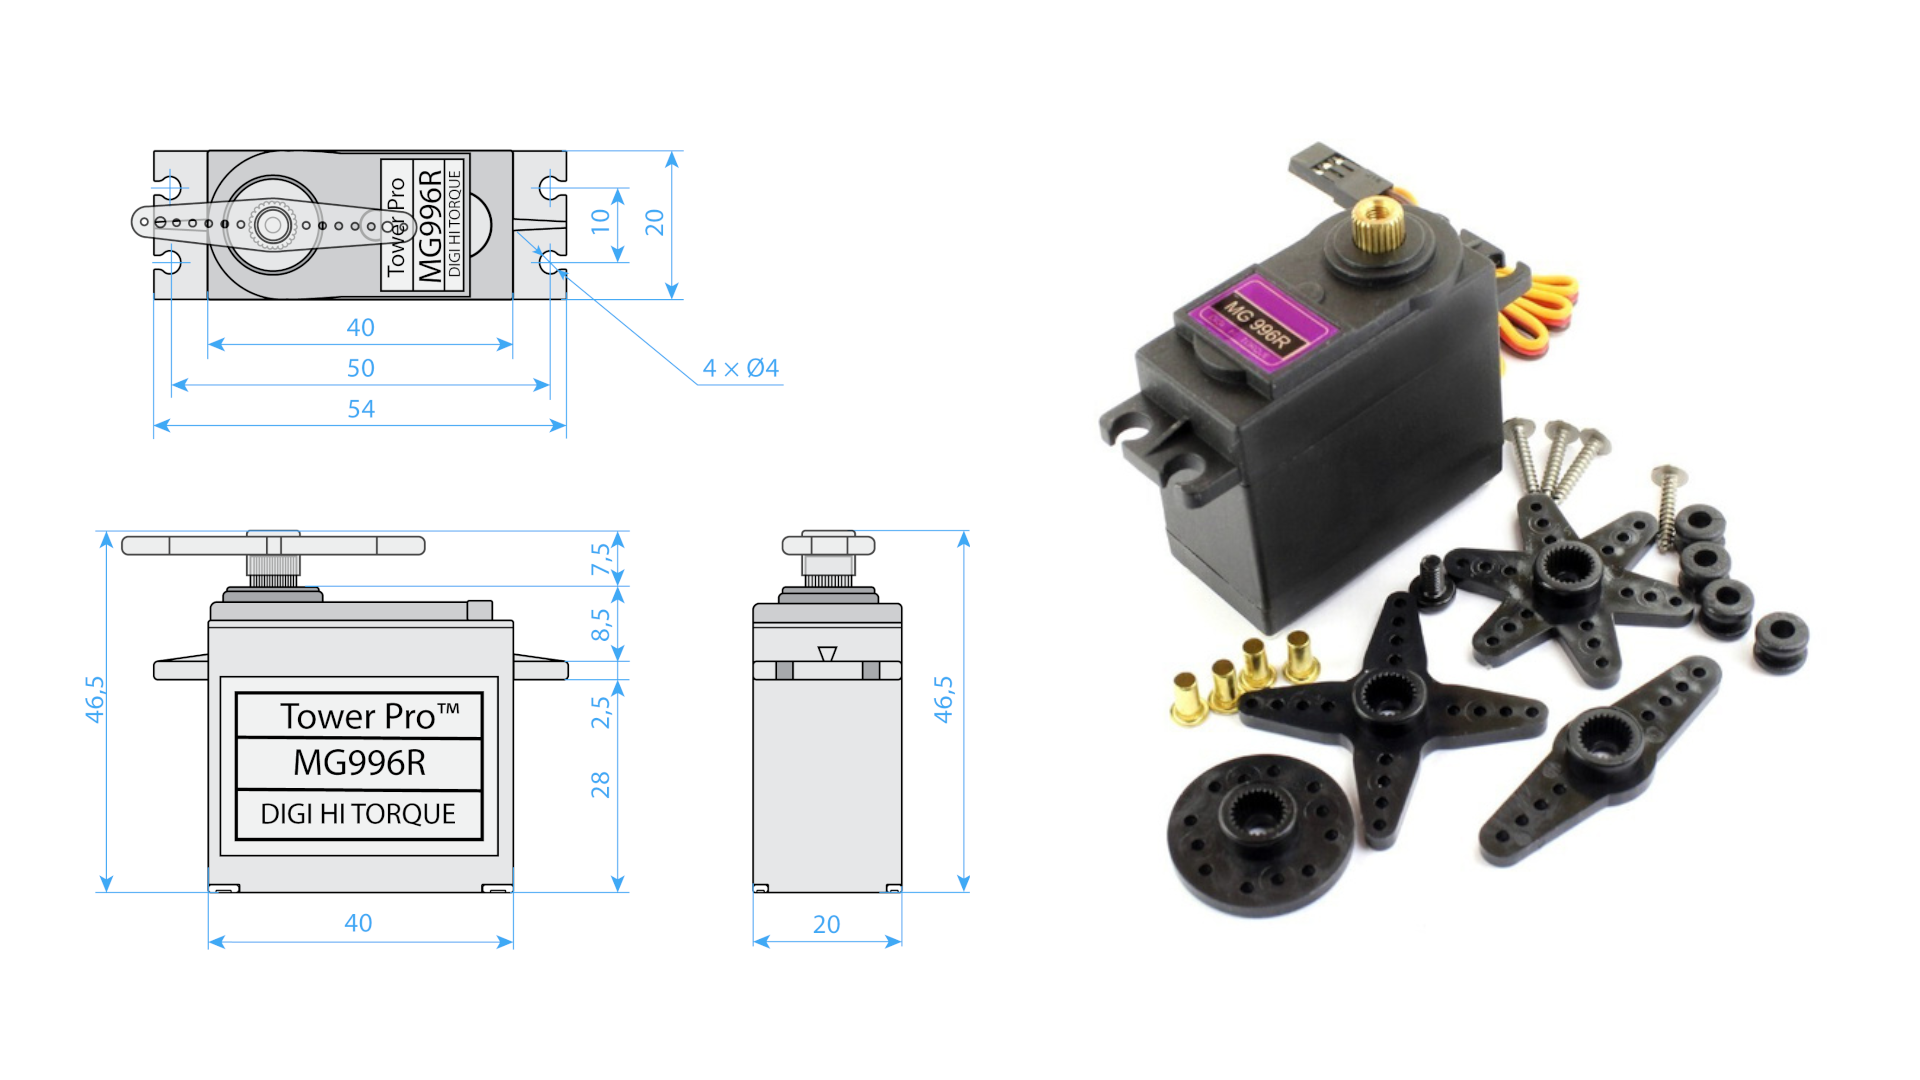 Tower Pro
MG996R
DIGI HI TORQUE
10
20
40
50
54
4 × Ø4
46,5
7,5
8,5
2,5
28
Tower Pro™
MG996R
DIGI HI TORQUE
40
46,5
20
MG 996R
TORQUE